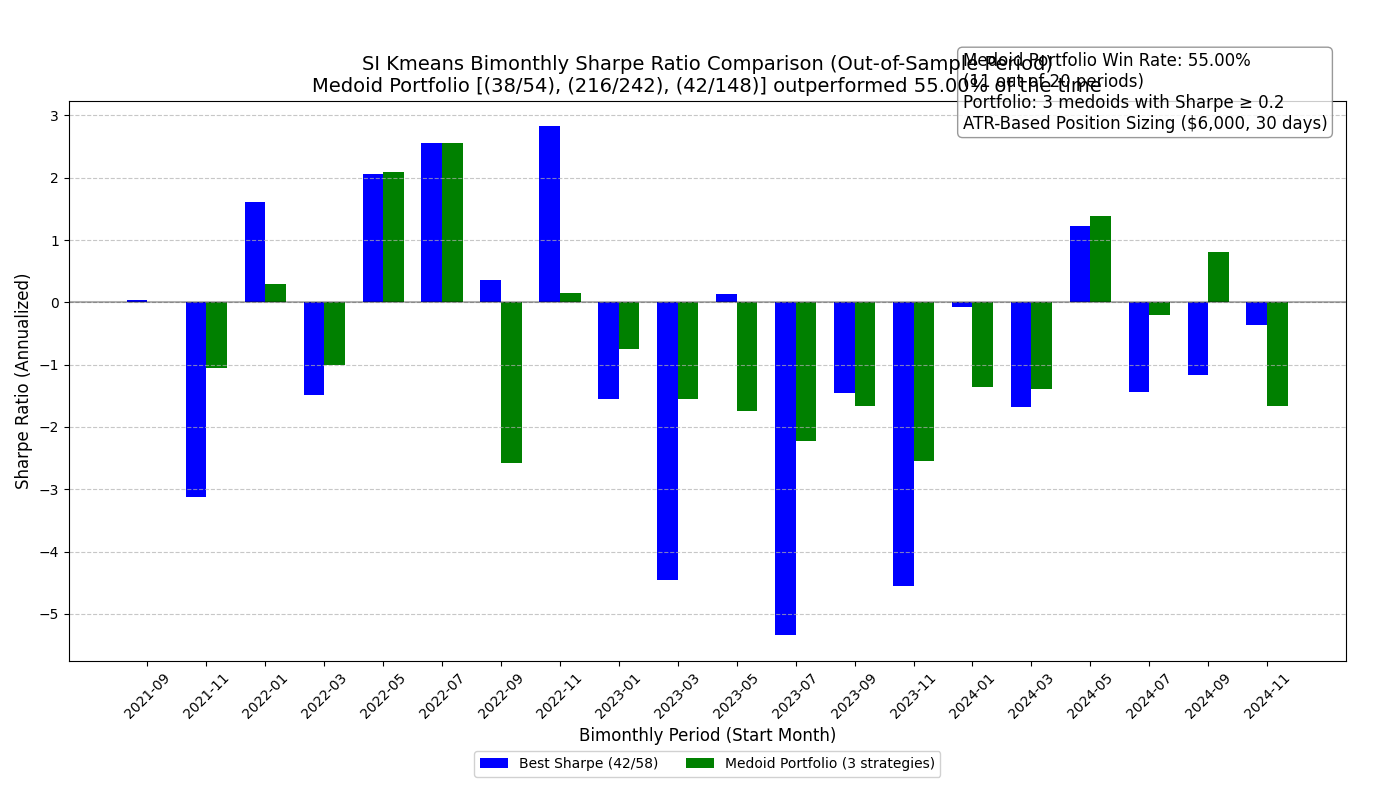 SI Kmeans Bimonthly Sharpe Ratio Comparison (Out-of-Sample Period)
Medoid Portfolio [(38/54), (216/242), (42/148)] outperformed 55.00% of the time
Medoid Portfolio Win Rate: 55.00%
(11 out of 20 periods)
Portfolio: 3 medoids with Sharpe ≥ 0.2
ATR-Based Position Sizing ($6,000, 30 days)
Sharpe Ratio (Annualized)
3
2
1
0
−1
−2
−3
−4
−5
2021-09
2021-11
2022-01
2022-03
2022-05
2022-07
2022-09
2022-11
2023-01
2023-03
2023-05
2023-07
2023-09
2023-11
2024-01
2024-03
2024-05
2024-07
2024-09
2024-11
Bimonthly Period (Start Month)
Best Sharpe (42/58)
Medoid Portfolio (3 strategies)